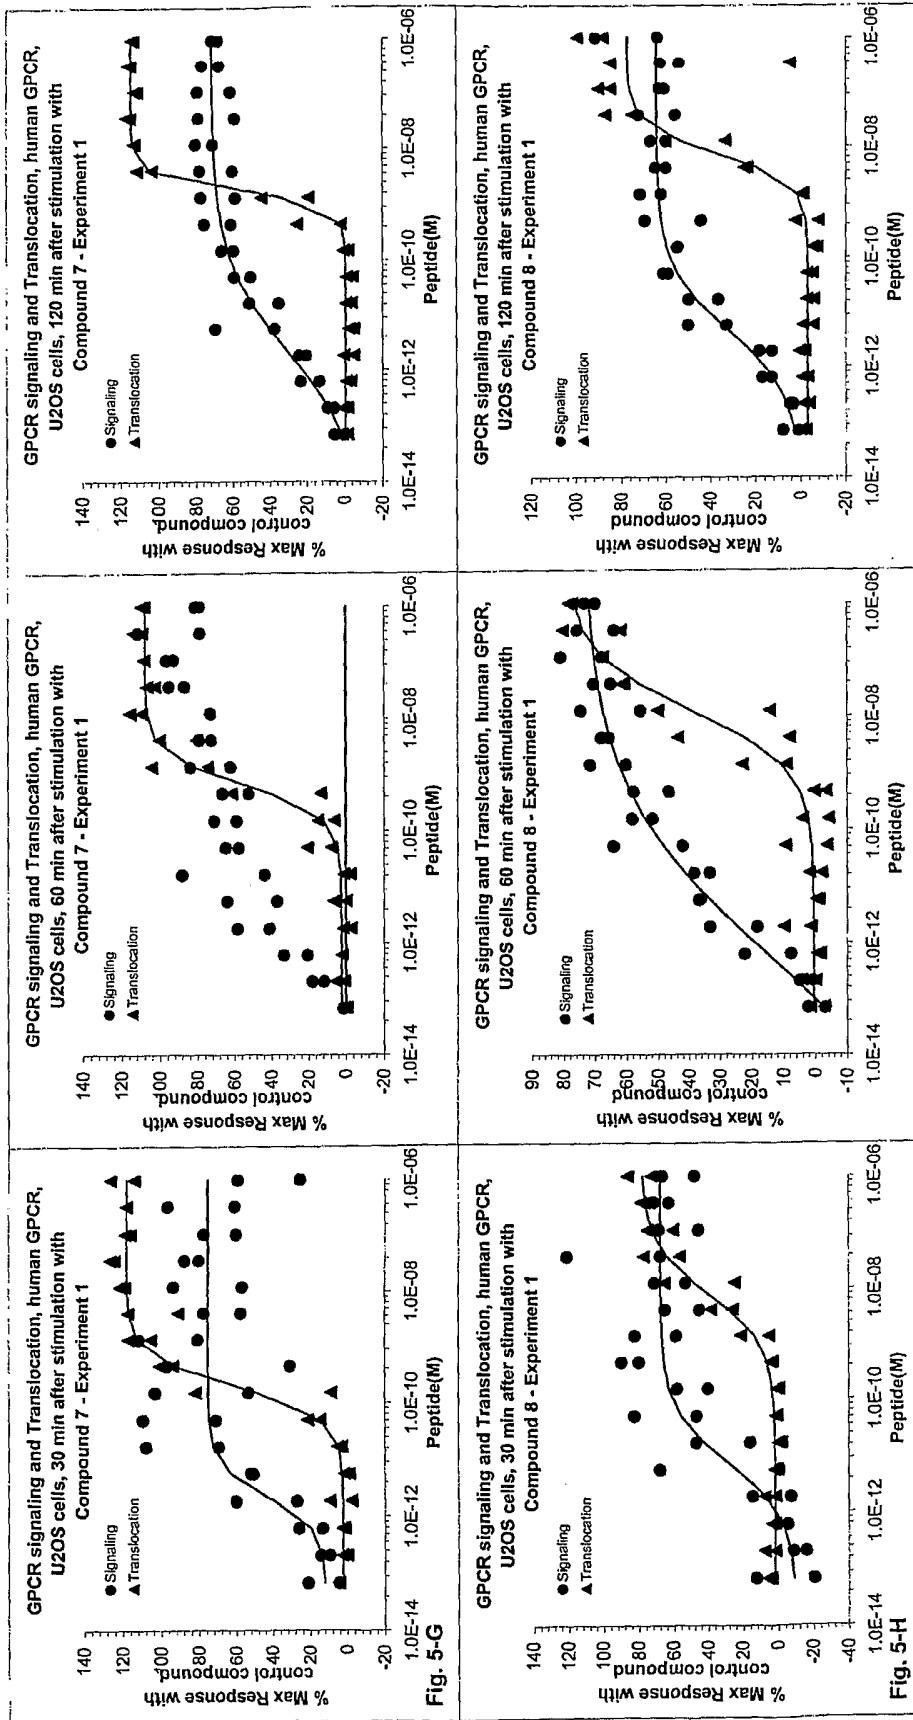 GPCR signaling and Translocation, human GPCR,
U2OS cells, 30 min after stimulation with
Compound 7 - Experiment 1
●Signaling
▲Translocation
% Max Response with
control compound.
140
120
100
80
60
40
20
0
-20
1.0E-14
1.0E-12
1.0E-10
1.0E-08
1.0E-06
Peptide(M)
Fig. 5-G
GPCR signaling and Translocation, human GPCR,
U2OS cells, 60 min after stimulation with
Compound 7 - Experiment 1
●Signaling
▲Translocation
% Max Response with
control compound.
140
120
100
80
60
40
20
0
-20
1.0E-14
1.0E-12
1.0E-10
1.0E-08
1.0E-06
Peptide(M)
GPCR signaling and Translocation, human GPCR,
U2OS cells, 120 min after stimulation with
Compound 7 - Experiment 1
●Signaling
▲Translocation
% Max Response with
control compound.
140
120
100
80
60
40
20
0
-20
1.0E-14
1.0E-12
1.0E-10
1.0E-08
1.0E-06
Peptide(M)
GPCR signaling and Translocation, human GPCR,
U2OS cells, 30 min after stimulation with
Compound 8 - Experiment 1
●Signaling
▲Translocation
% Max Response with
control compound.
140
120
100
80
60
40
20
0
-20
-40
1.0E-14
1.0E-12
1.0E-10
1.0E-08
1.0E-06
Peptide(M)
Fig. 5-H
GPCR signaling and Translocation, human GPCR,
U2OS cells, 60 min after stimulation with
Compound 8 - Experiment 1
●Signaling
▲Translocation
% Max Response with
control compound.
90
80
70
60
50
40
30
20
10
0
-10
1.0E-14
1.0E-12
1.0E-10
1.0E-08
1.0E-06
Peptide(M)
GPCR signaling and Translocation, human GPCR,
U2OS cells, 120 min after stimulation with
Compound 8 - Experiment 1
●Signaling
▲Translocation
% Max Response with
control compound.
120
100
80
60
40
20
0
-20
1.0E-14
1.0E-12
1.0E-10
1.0E-08
1.0E-06
Peptide(M)